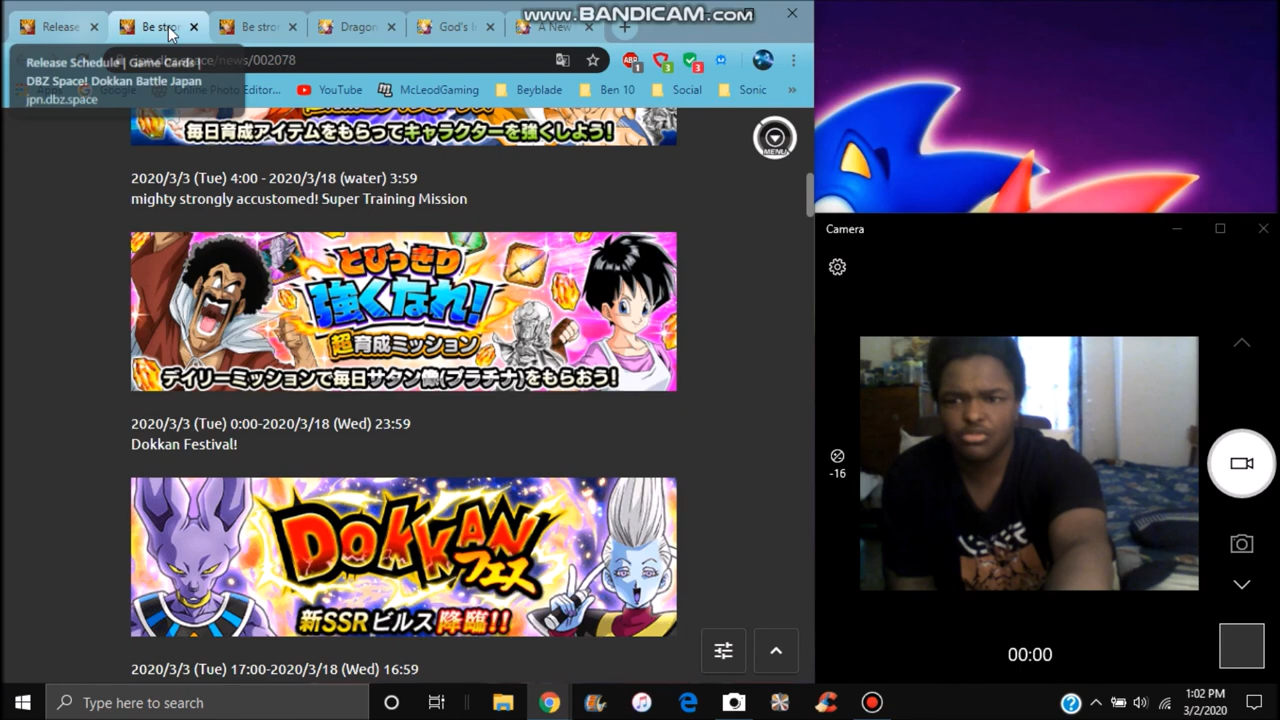 www.BANDICAM.com
Release
Be stro
Be stro
Dragon
God's I
A New
/news/002078
Release Schedule | Game Cards |
DBZ Space! Dokkan Battle Japan
jpn.dbz.space
Online Photo Editor...
YouTube
McLeodGaming
Beyblade
Ben 10
Social
Sonic
»
ABP
1
3
3
毎日育成アイテムをもらってキャラクターを強くしよう!
MENU
2020/3/3 (Tue) 4:00 - 2020/3/18 (water) 3:59
mighty strongly accustomed! Super Training Mission
とびっきり
強くなれ!
超育成ミッション
デイリーミッションで毎日サタン像(プラチナ)をもらおう!
2020/3/3 (Tue) 0:00-2020/3/18 (Wed) 23:59
Dokkan Festival!
DOKKAN
フェス
新SSRビルス降臨!!
2020/3/3 (Tue) 17:00-2020/3/18 (Wed) 16:59
Camera
-16
00:00
Type here to search
1:02 PM
3/2/2020